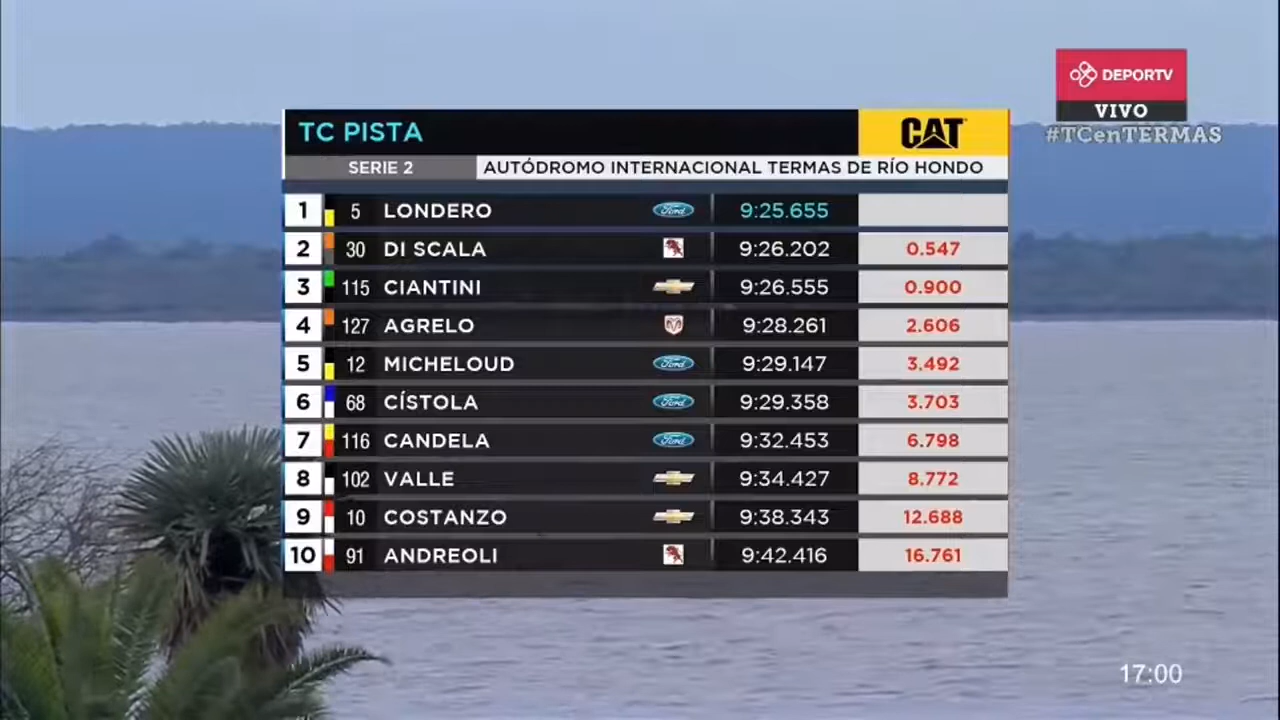 DEPORTV
VIVO
#TCenTERMAS
TC PISTA
CAT
SERIE 2 AUTÓDROMO INTERNACIONAL TERMAS DE RÍO HONDO
1 5 LONDERO Ford 9:25.655
2 30 DI SCALA 9:26.202 0.547
3 115 CIANTINI 9:26.555 0.900
4 127 AGRELO 9:28.261 2.606
5 12 MICHELOUD Ford 9:29.147 3.492
6 68 CÍSTOLA Ford 9:29.358 3.703
7 116 CANDELA Ford 9:32.453 6.798
8 102 VALLE 9:34.427 8.772
9 10 COSTANZO 9:38.343 12.688
10 91 ANDREOLI 9:42.416 16.761
17:00